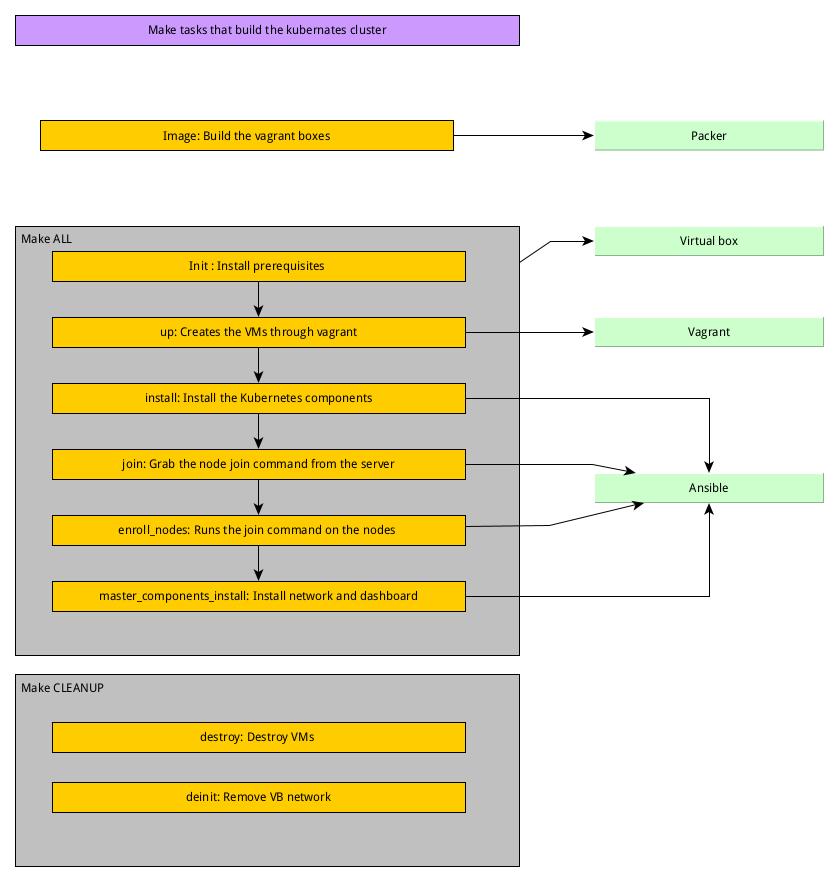 Make tasks that build the kubernates cluster
Image: Build the vagrant boxes
Packer
Make ALL
Virtual box
Init : Install prerequisites
up: Creates the VMs through vagrant
Vagrant
install: Install the Kubernetes components
join: Grab the node join command from the server
Ansible
enroll_nodes: Runs the join command on the nodes
master_components_install: Install network and dashboard
Make CLEANUP
destroy: Destroy VMs
deinit: Remove VB network